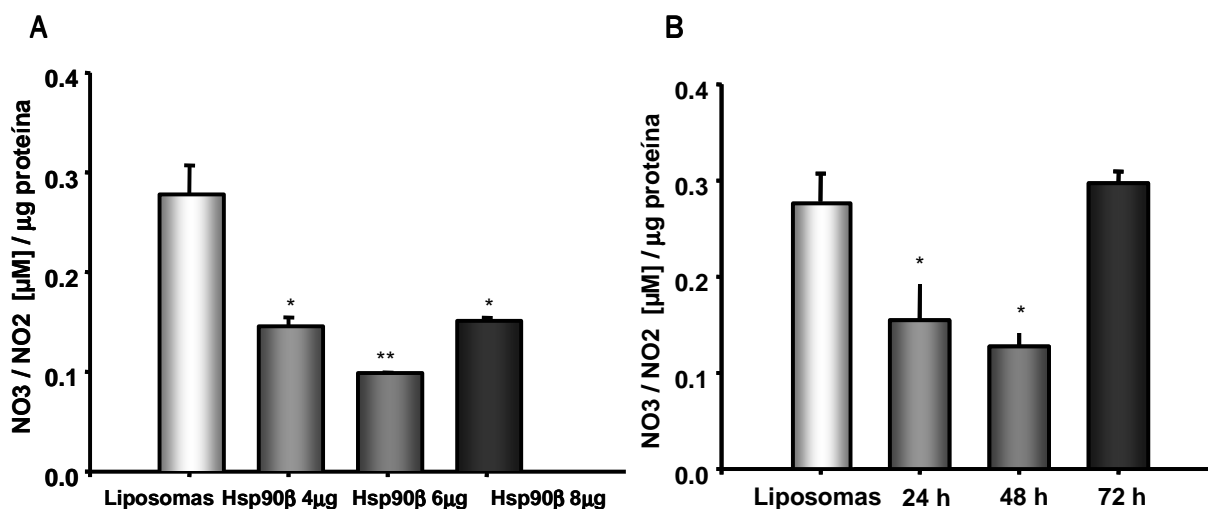 A
NO3 / NO2 [µM] / µg proteína
0.4
0.3
0.2
0.1
0.0
*
**
*
Liposomas Hsp90β 4µg Hsp90β 6µg Hsp90β 8µg
B
NO3 / NO2 [µM] / µg proteína
0.4
0.3
0.2
0.1
0.0
*
*
Liposomas 24 h 48 h 72 h